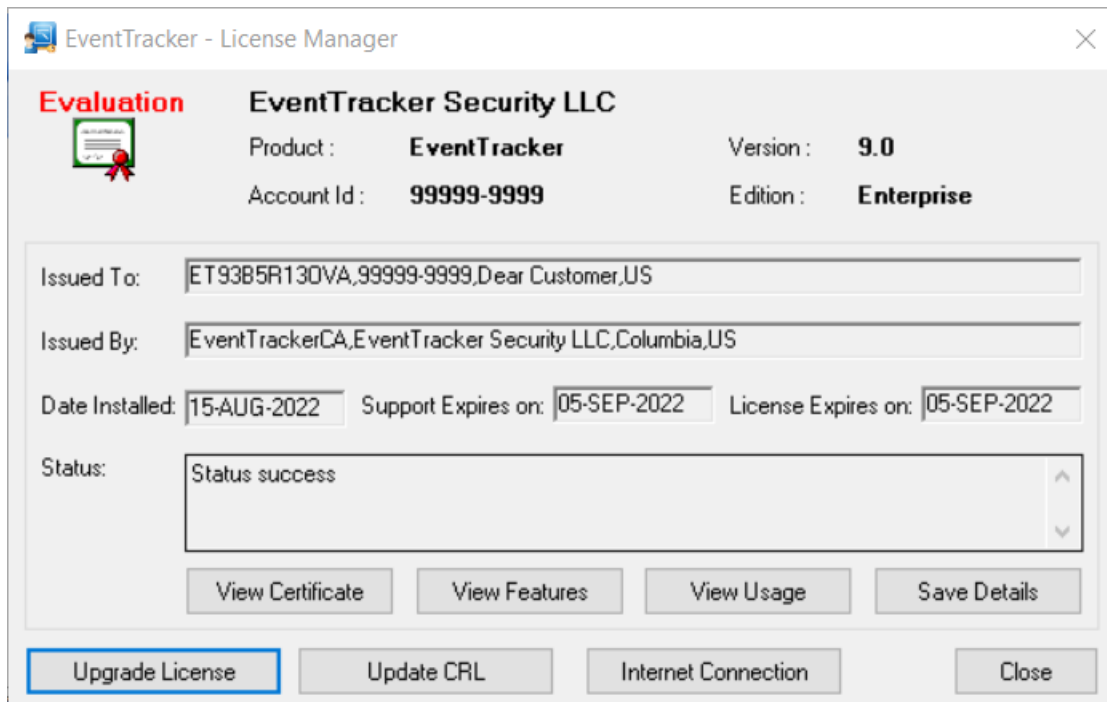 EventTracker - License Manager
Evaluation
EventTracker Security LLC
Product : EventTracker Version : 9.0
Account Id : 99999-9999 Edition : Enterprise
Issued To: ET93B5R13OVA,99999-9999,Dear Customer,US
Issued By: EventTrackerCA,EventTracker Security LLC,Columbia,US
Date Installed: 15-AUG-2022 Support Expires on: 05-SEP-2022 License Expires on: 05-SEP-2022
Status: Status success
View Certificate View Features View Usage Save Details
Upgrade License Update CRL Internet Connection Close